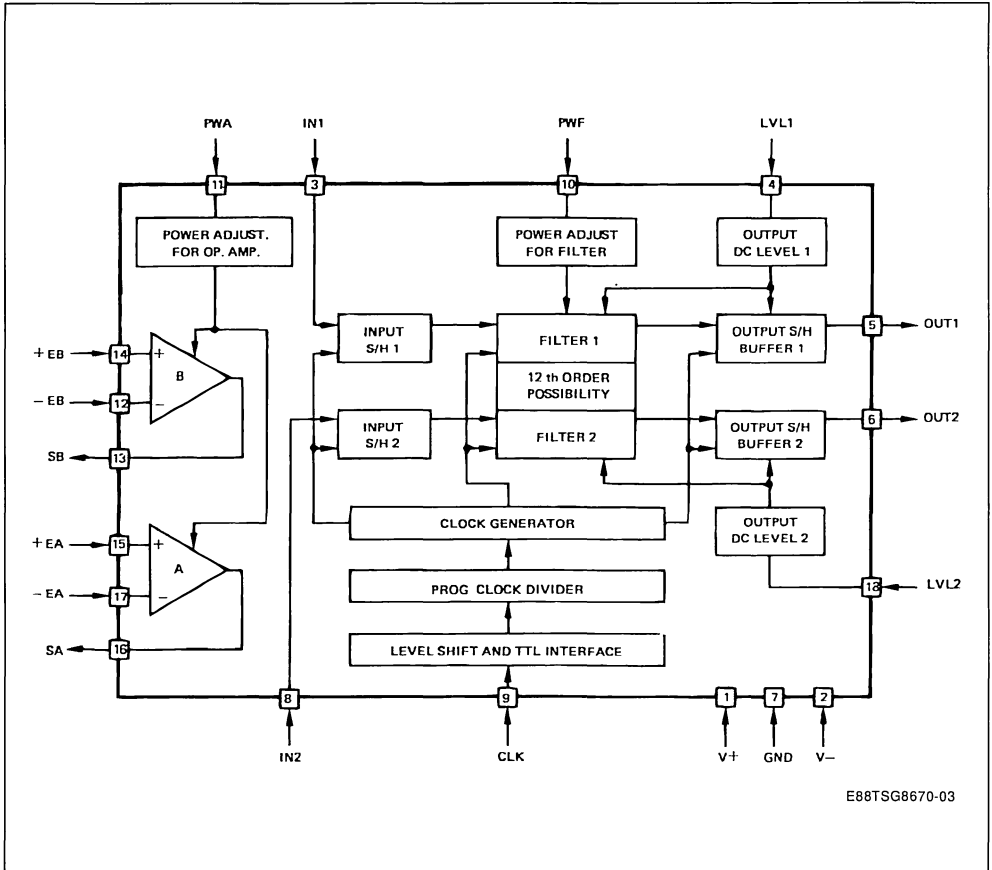 PWA
IN1
PWF
LVL1
11
3
10
4
POWER ADJUST.
FOR OP. AMP.
POWER ADJUST
FOR FILTER
OUTPUT
DC LEVEL 1
INPUT
S/H 1
FILTER 1
OUTPUT S/H
BUFFER 1
5
OUT1
+EB
14
+
B
-EB
12
-
12 th ORDER
POSSIBILITY
INPUT
S/H 2
FILTER 2
OUTPUT S/H
BUFFER 2
6
OUT2
SB
13
CLOCK GENERATOR
OUTPUT
DC LEVEL 2
+EA
15
+
A
-EA
17
-
PROG CLOCK DIVIDER
18
LVL2
SA
16
LEVEL SHIFT AND TTL INTERFACE
8
9
1
7
2
IN2
CLK
V+
GND
V-
E88TSG8670-03